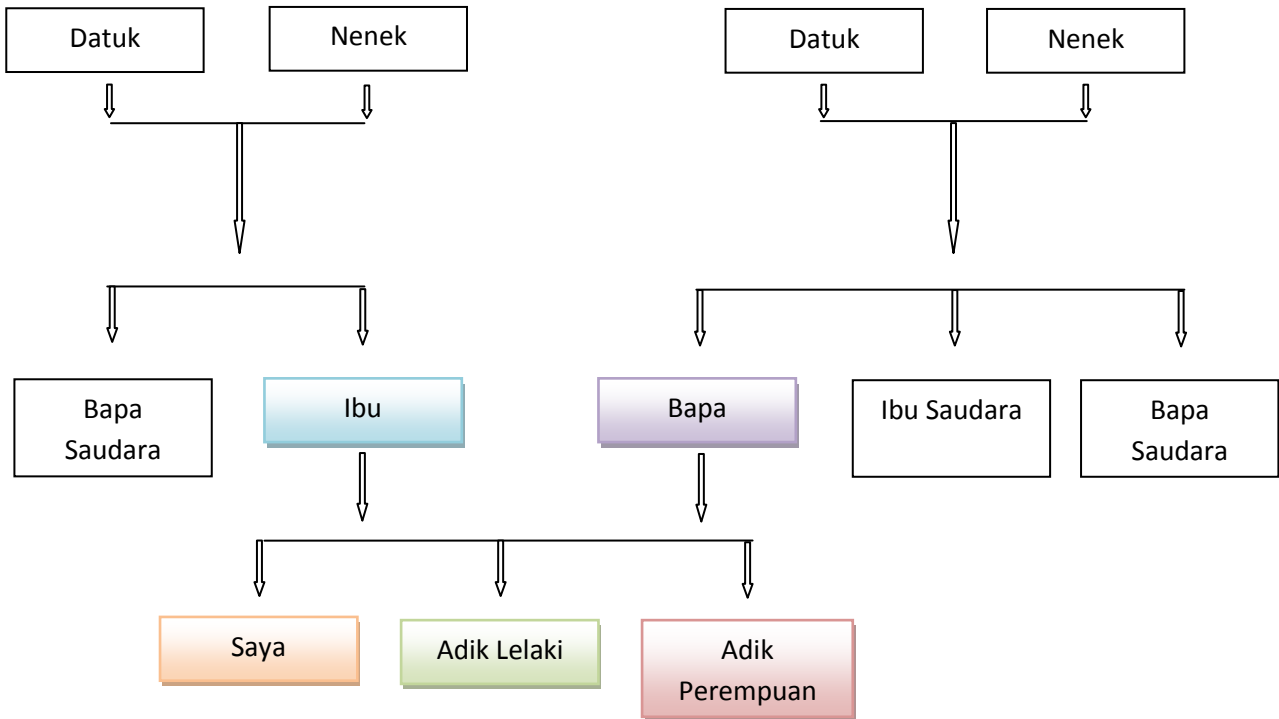 Datuk
Nenek
Datuk
Nenek
Bapa
Saudara
Ibu
Bapa
Ibu Saudara
Bapa
Saudara
Saya
Adik Lelaki
Adik
Perempuan